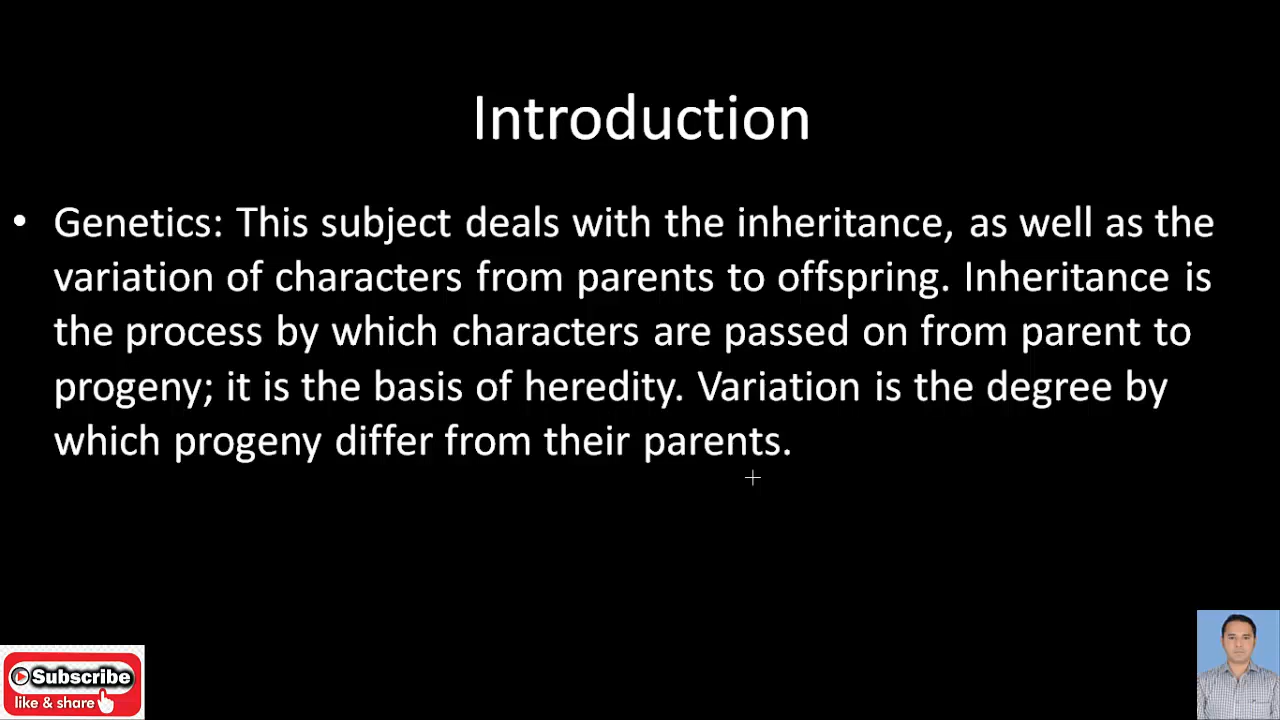 Introduction
• Genetics: This subject deals with the inheritance, as well as the
variation of characters from parents to offspring. Inheritance is
the process by which characters are passed on from parent to
progeny; it is the basis of heredity. Variation is the degree by
which progeny differ from their parents.
Subscribe
like & share